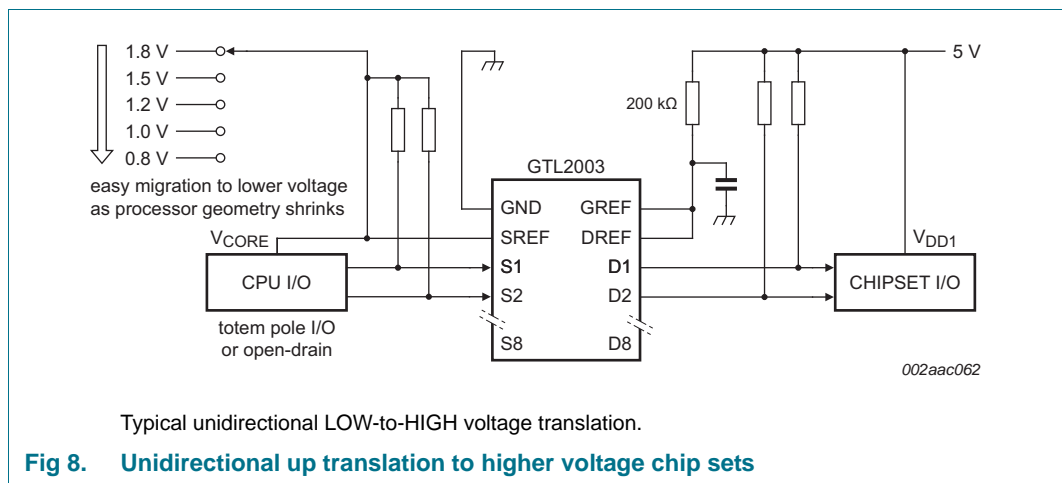 1.8 V
1.5 V
1.2 V
1.0 V
0.8 V
easy migration to lower voltage
as processor geometry shrinks
5 V
200 kΩ
GTL2003
GND GREF
SREF DREF
S1 D1
S2 D2
S8 D8
VCORE
CPU I/O
totem pole I/O
or open-drain
VDD1
CHIPSET I/O
002aac062
Typical unidirectional LOW-to-HIGH voltage translation.
Fig 8. Unidirectional up translation to higher voltage chip sets